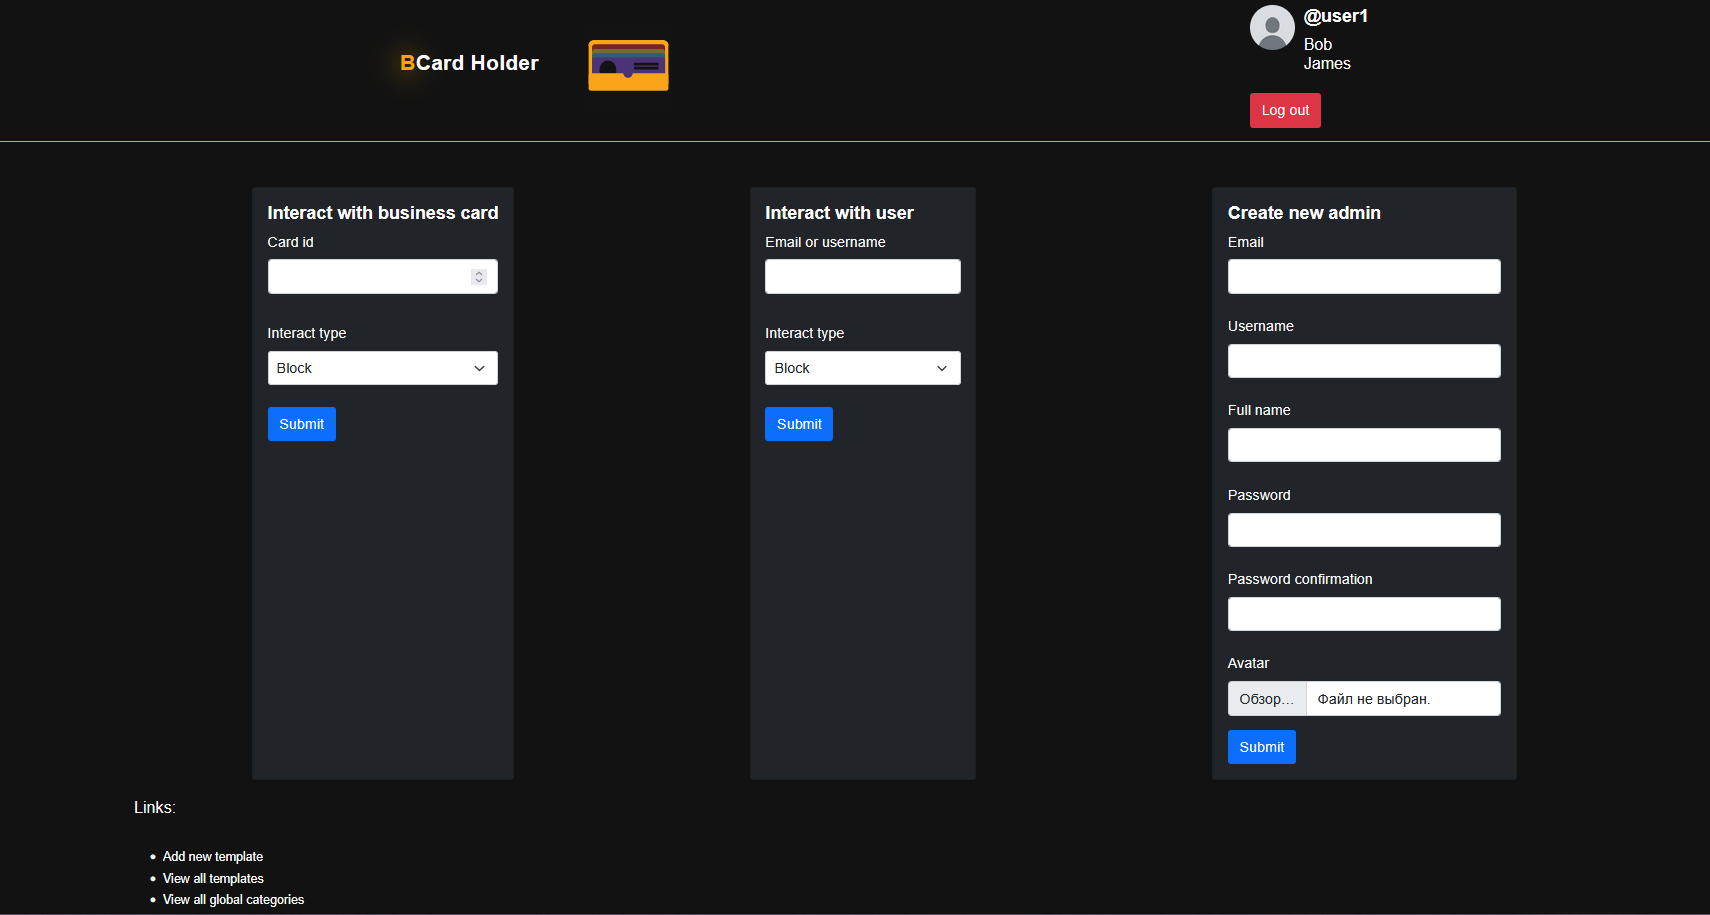 BCard Holder
@user1
Bob
James
Log out
Interact with business card
Card id
Interact type
Block
Submit
Interact with user
Email or username
Interact type
Block
Submit
Create new admin
Email
Username
Full name
Password
Password confirmation
Avatar
Обзор... Файл не выбран.
Submit
Links:
Add new template
View all templates
View all global categories